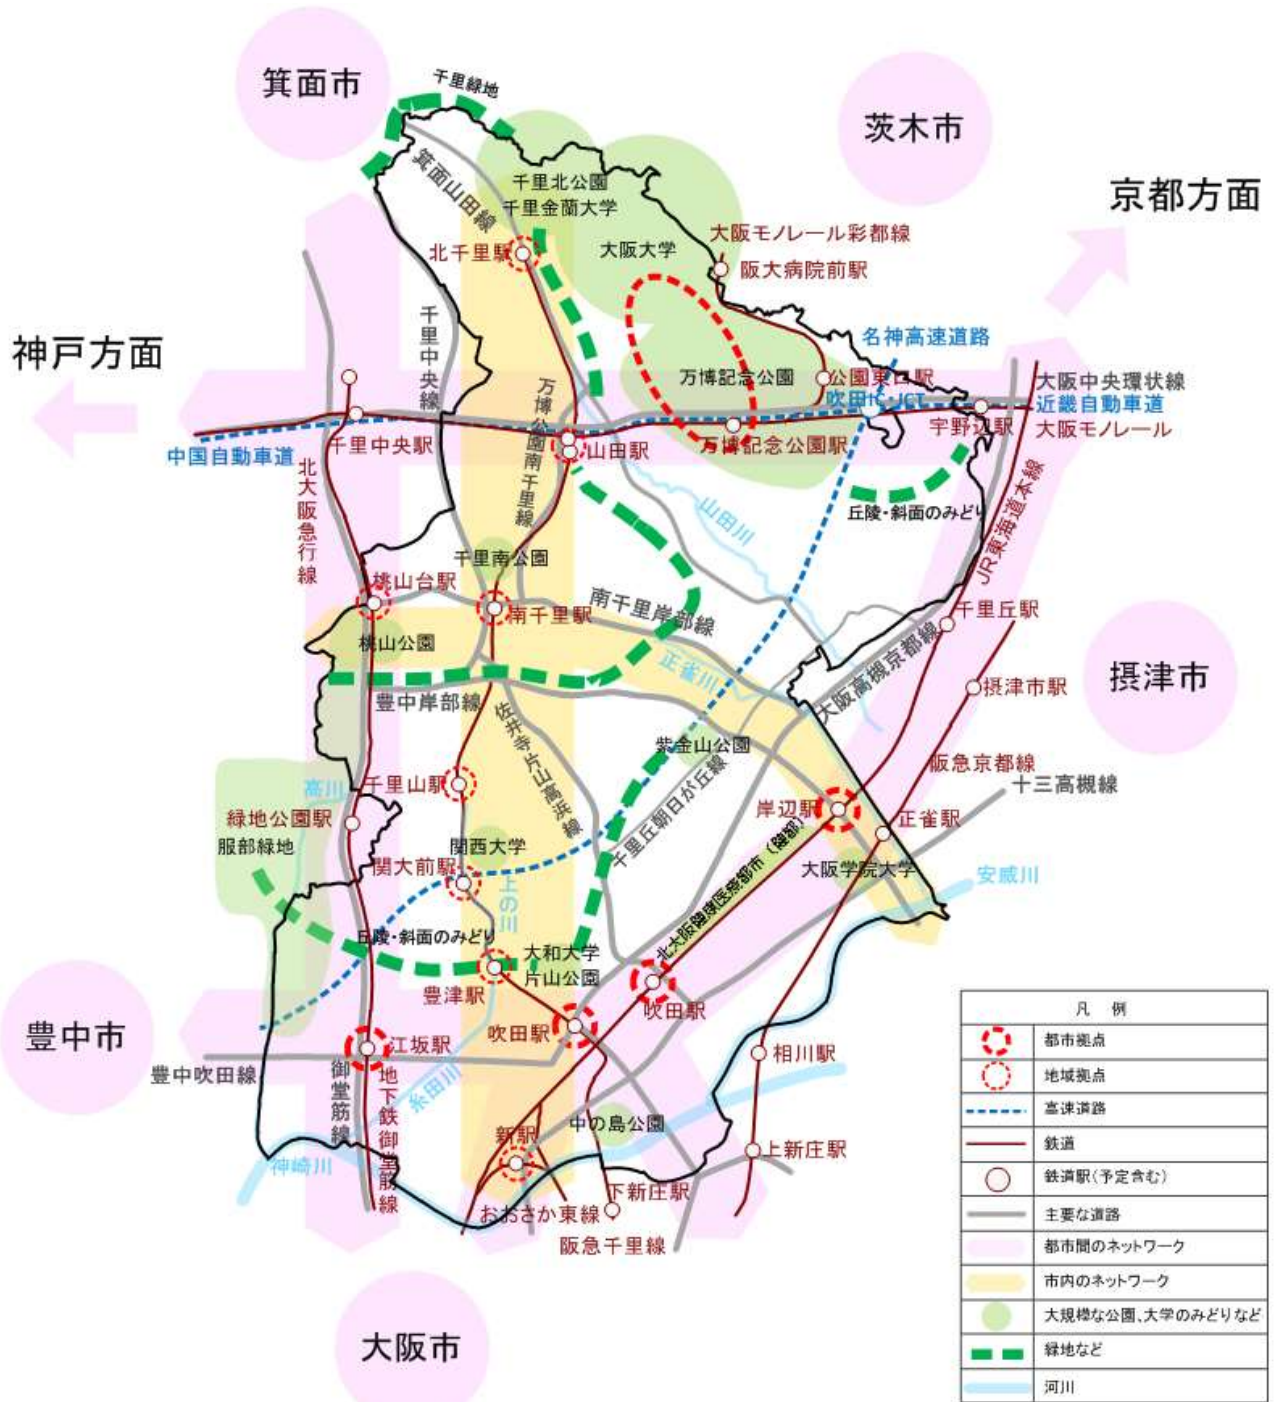 箕面市
千里緑地
茨木市
京都方面
箕面山田線
千里北公園
千里金蘭大学
大阪大学
大阪モノレール彩都線
北千里駅
阪大病院前駅
神戸方面
千里中央線
名神高速道路
万博記念公園
公園東口駅
大阪中央環状線
吹田IC・JCT
近畿自動車道
宇野辺駅
大阪モノレール
千里中央駅
万博公園南千里線
山田駅
万博記念公園駅
中国自動車道
北大阪急行線
山田川
丘陵・斜面のみどり
JR東海道本線
千里南公園
桃山台駅
南千里駅
南千里岸部線
千里丘駅
桃山公園
正雀川
大阪高槻京都線
摂津市
摂津市駅
豊中岸部線
佐井寺片山高浜線
紫金山公園
阪急京都線
十三高槻線
千里山駅
高川
千里丘朝日が丘線
岸辺駅
正雀駅
緑地公園駅
服部緑地
関西大学
北大阪健康医療都市（健都）
大阪学院大学
関大前駅
上の川
安威川
丘陵・斜面のみどり
大和大学
片山公園
豊津駅
吹田駅
吹田駅
豊中市
江坂駅
相川駅
豊中吹田線
御堂筋線
地下鉄御堂筋線
糸田川
中の島公園
新駅
神崎川
上新庄駅
下新庄駅
おおさか東線
阪急千里線
大阪市
凡 例
都市拠点
地域拠点
高速道路
鉄道
鉄道駅（予定含む）
主要な道路
都市間のネットワーク
市内のネットワーク
大規模な公園、大学のみどりなど
緑地など
河川